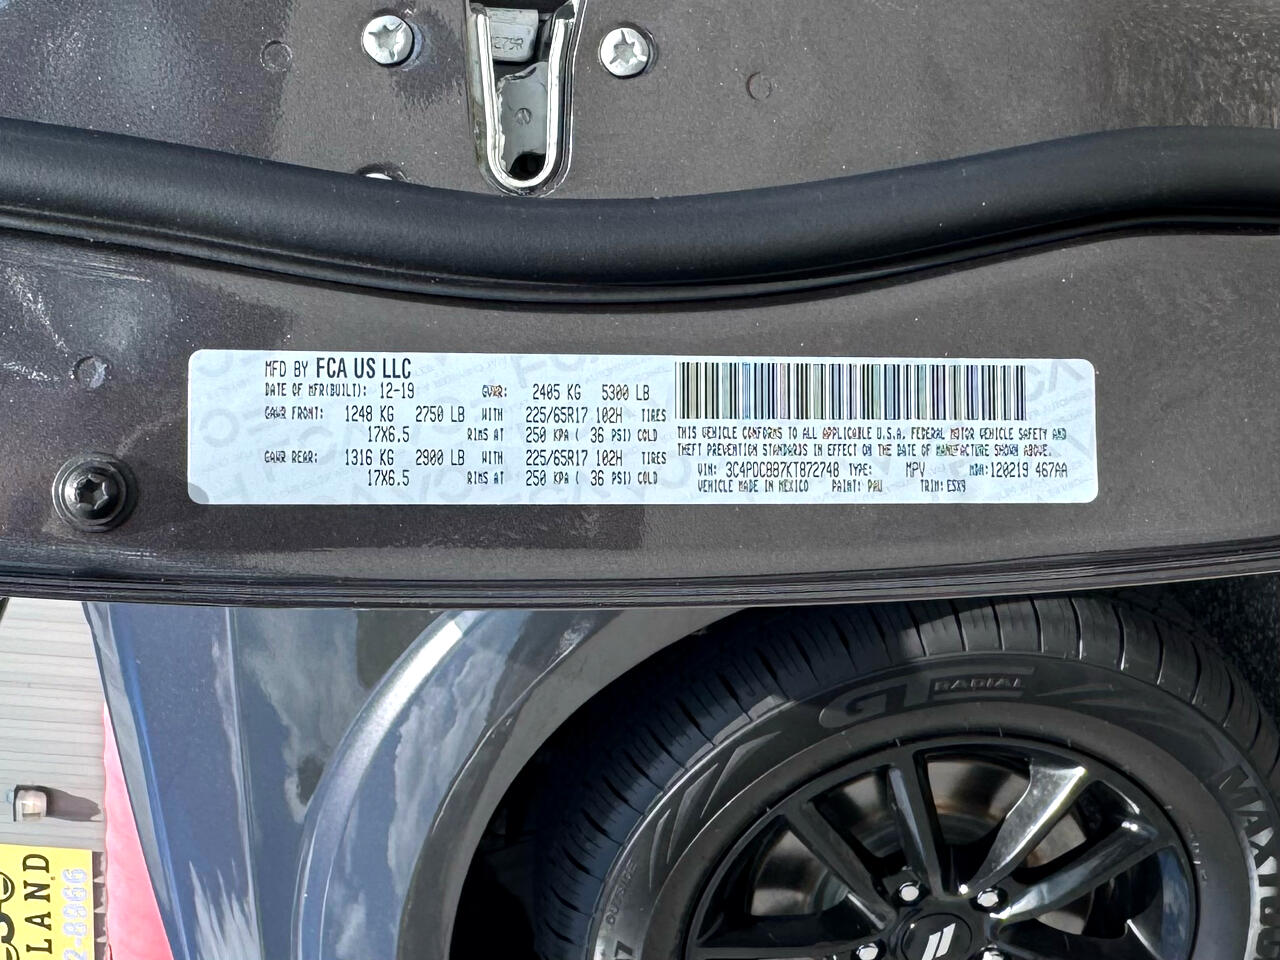 MFD BY FCA US LLC
DATE OF MFR(BUILT): 12-19 GVWR: 2405 KG 5300 LB
GAWR FRONT: 1248 KG 2750 LB WITH 225/65R17 102H TIRES
17X6.5 RIMS AT 250 KPA ( 36 PSI) COLD
GAWR REAR: 1316 KG 2900 LB WITH 225/65R17 102H TIRES
17X6.5 RIMS AT 250 KPA ( 36 PSI) COLD
THIS VEHICLE CONFORMS TO ALL APPLICABLE U.S.A. FEDERAL MOTOR VEHICLE SAFETY AND
THEFT PREVENTION STANDARDS IN EFFECT ON THE DATE OF MANUFACTURE SHOWN ABOVE.
VIN: 3C4PDCBB7KT872748 TYPE: MPV MDH:120219 467AA
VEHICLE MADE IN MEXICO PAINT: PAU TRIM: ESX9
GT RADIAL
OUTSIDE
LAND